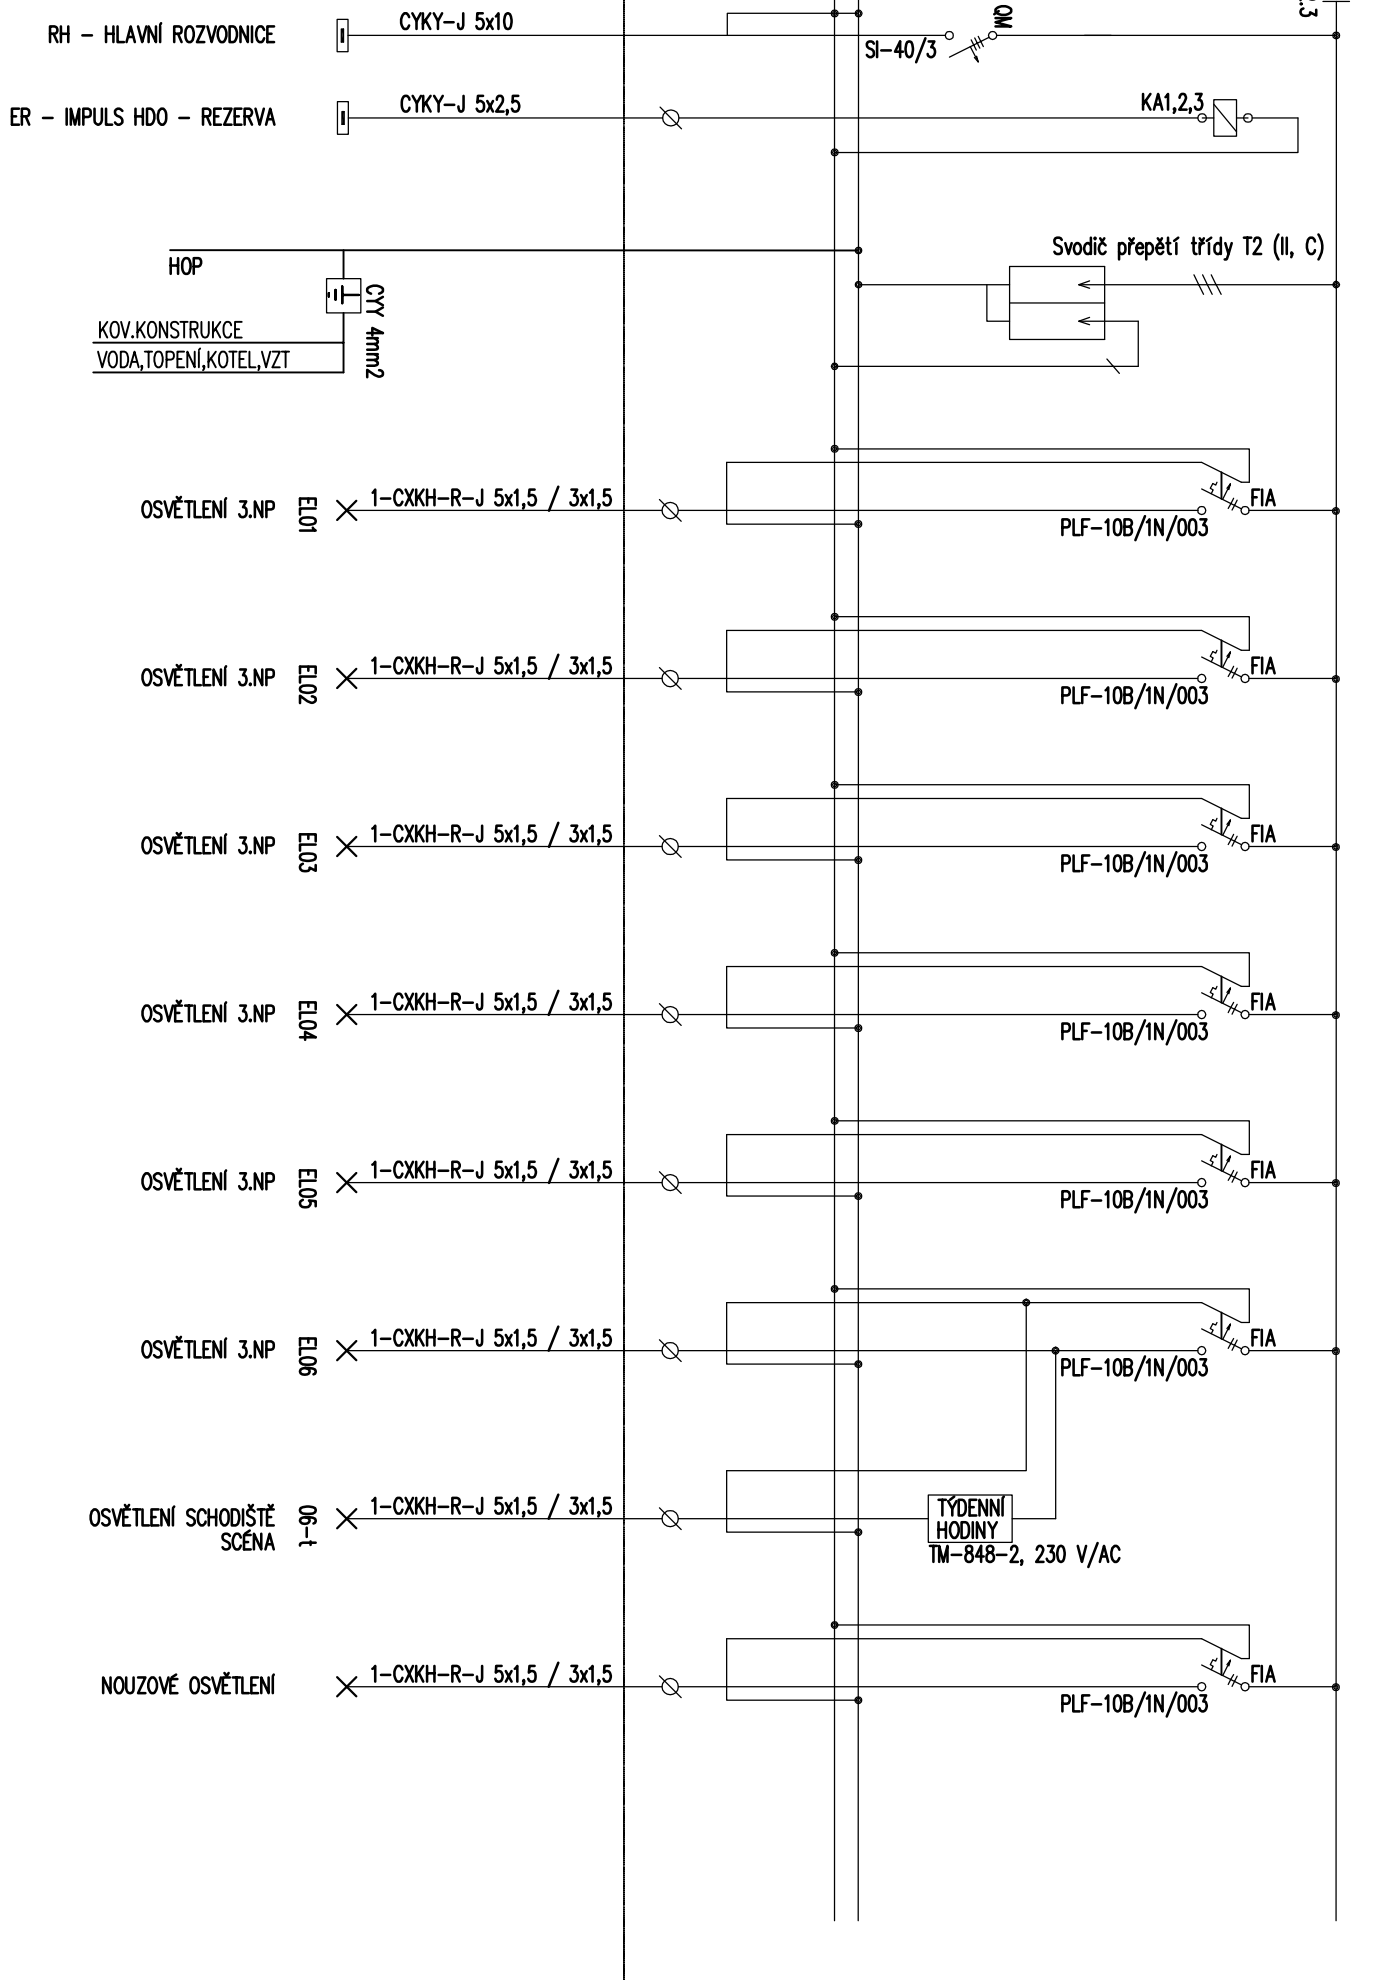 .3
RH – HLAVNÍ ROZVODNICE
CYKY–J 5x10
SI–40/3
QM
ER – IMPULS HDO – REZERVA
CYKY–J 5x2,5
KA1,2,3
HOP
CYY 4mm2
KOV.KONSTRUKCE
VODA,TOPENÍ,KOTEL,VZT
Svodič přepětí třídy T2 (II, C)
OSVĚTLENÍ 3.NP
EL01
1–CXKH–R–J 5x1,5 / 3x1,5
PLF–10B/1N/003
FIA
OSVĚTLENÍ 3.NP
EL02
1–CXKH–R–J 5x1,5 / 3x1,5
PLF–10B/1N/003
FIA
OSVĚTLENÍ 3.NP
EL03
1–CXKH–R–J 5x1,5 / 3x1,5
PLF–10B/1N/003
FIA
OSVĚTLENÍ 3.NP
EL04
1–CXKH–R–J 5x1,5 / 3x1,5
PLF–10B/1N/003
FIA
OSVĚTLENÍ 3.NP
EL05
1–CXKH–R–J 5x1,5 / 3x1,5
PLF–10B/1N/003
FIA
OSVĚTLENÍ 3.NP
EL06
1–CXKH–R–J 5x1,5 / 3x1,5
PLF–10B/1N/003
FIA
OSVĚTLENÍ SCHODIŠTĚ
SCÉNA
06–t
1–CXKH–R–J 5x1,5 / 3x1,5
TÝDENNÍ
HODINY
TM–848–2, 230 V/AC
NOUZOVÉ OSVĚTLENÍ
1–CXKH–R–J 5x1,5 / 3x1,5
PLF–10B/1N/003
FIA